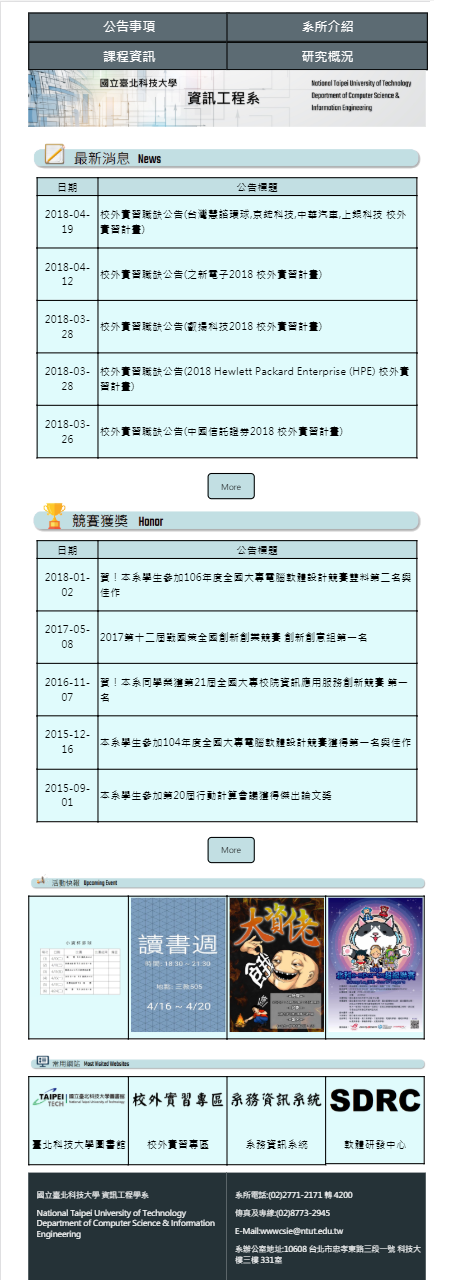 公告事項
系所介紹
課程資訊
研究概況
國立臺北科技大學
資訊工程系
National Taipei University of Technology
Department of Computer Science &
Information Engineering
最新消息 News
日期 公告標題
2018-04-19 校外實習職缺公告(台灣慧諮環球,京鋐科技,中華汽車,上銀科技 校外
實習計畫)
2018-04-12 校外實習職缺公告(之新電子2018 校外實習計畫)
2018-03-28 校外實習職缺公告(叡揚科技2018 校外實習計畫)
2018-03-28 校外實習職缺公告(2018 Hewlett Packard Enterprise (HPE) 校外實
習計畫)
2018-03-26 校外實習職缺公告(中國信託證券2018 校外實習計畫)
More
競賽獲獎 Honor
日期 公告標題
2018-01-02 賀！本系學生參加106年度全國大專電腦軟體設計競賽雙料第二名與
佳作
2017-05-08 2017第十二屆戰國策全國創新創業競賽 創新創意組第一名
2016-11-07 賀！本系同學榮獲第21屆全國大專校院資訊應用服務創新競賽 第一
名
2015-12-16 本系學生參加104年度全國大專電腦軟體設計競賽獲得第一名與佳作
2015-09-01 本系學生參加第20屆行動計算會議獲得傑出論文獎
More
活動快報 Upcoming Event
讀書週
時間: 18:30 ~ 21:30
地點: 三教505
4/16 ~ 4/20
大資佬
餓
常用網站 Most Visited Websites
TAIPEI
TECH
國立臺北科技大學圖書館
National Taipei University of Technology
校外實習專區
系務資訊系統
SDRC
臺北科技大學圖書館
校外實習專區
系務資訊系統
軟體研發中心
國立臺北科技大學 資訊工程學系
National Taipei University of Technology
Department of Computer Science & Information
Engineering
系所電話:(02)2771-2171 轉 4200
傳真及專線:(02)8773-2945
E-Mail:wwwcsie@ntut.edu.tw
系辦公室地址:10608 台北市忠孝東路三段一號 科技大
樓三樓 331室